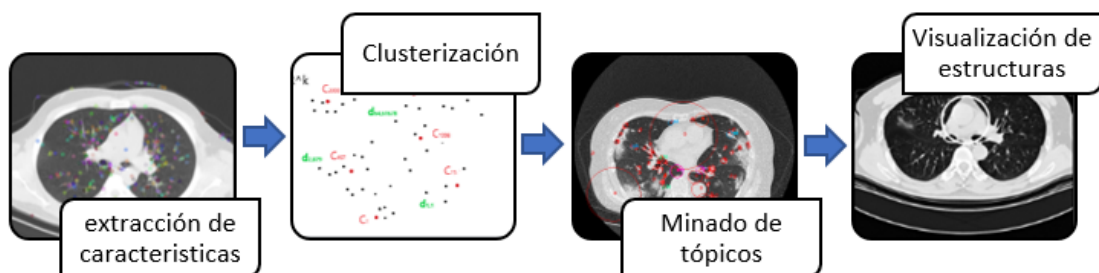 extracción de
caracteristicas
Clusterización
^k
Minado de
tópicos
Visualización de
estructuras